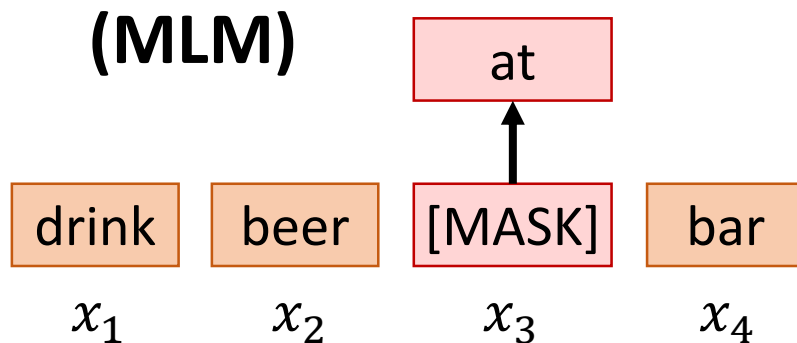 (MLM)
at
drink beer [MASK] bar
x₁ x₂ x₃ x₄